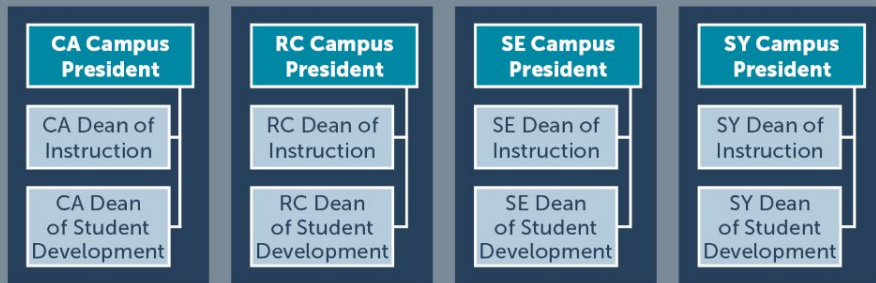 CA Campus
President
CA Dean of
Instruction
CA Dean
of Student
Development
RC Campus
President
RC Dean of
Instruction
RC Dean
of Student
Development
SE Campus
President
SE Dean of
Instruction
SE Dean
of Student
Development
SY Campus
President
SY Dean of
Instruction
SY Dean
of Student
Development